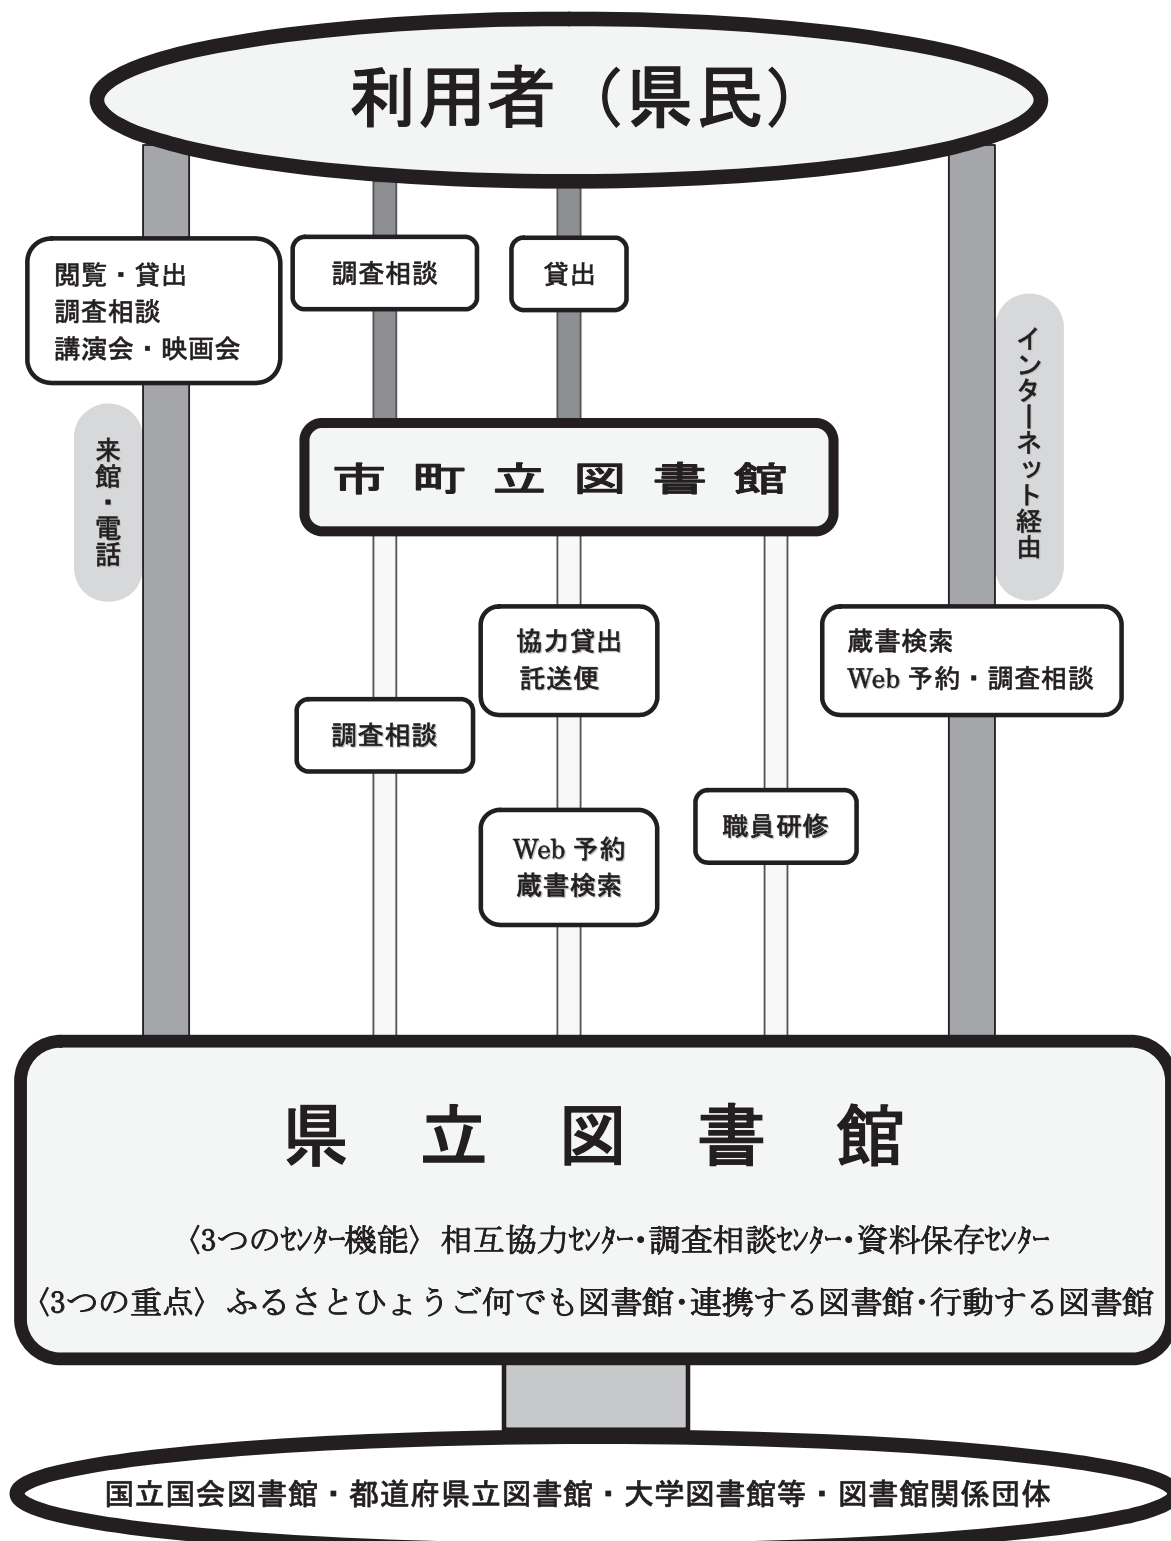 利用者（県民）
閲覧・貸出
調査相談
講演会・映画会
調査相談
貸出
インターネット経由
来館・電話
市町立図書館
協力貸出
託送便
蔵書検索
Web 予約・調査相談
調査相談
Web 予約
蔵書検索
職員研修
県立図書館
〈3つのｾﾝﾀｰ機能〉相互協力ｾﾝﾀｰ・調査相談ｾﾝﾀｰ・資料保存ｾﾝﾀｰ
〈3つの重点〉ふるさとひょうご何でも図書館・連携する図書館・行動する図書館
国立国会図書館・都道府県立図書館・大学図書館等・図書館関係団体